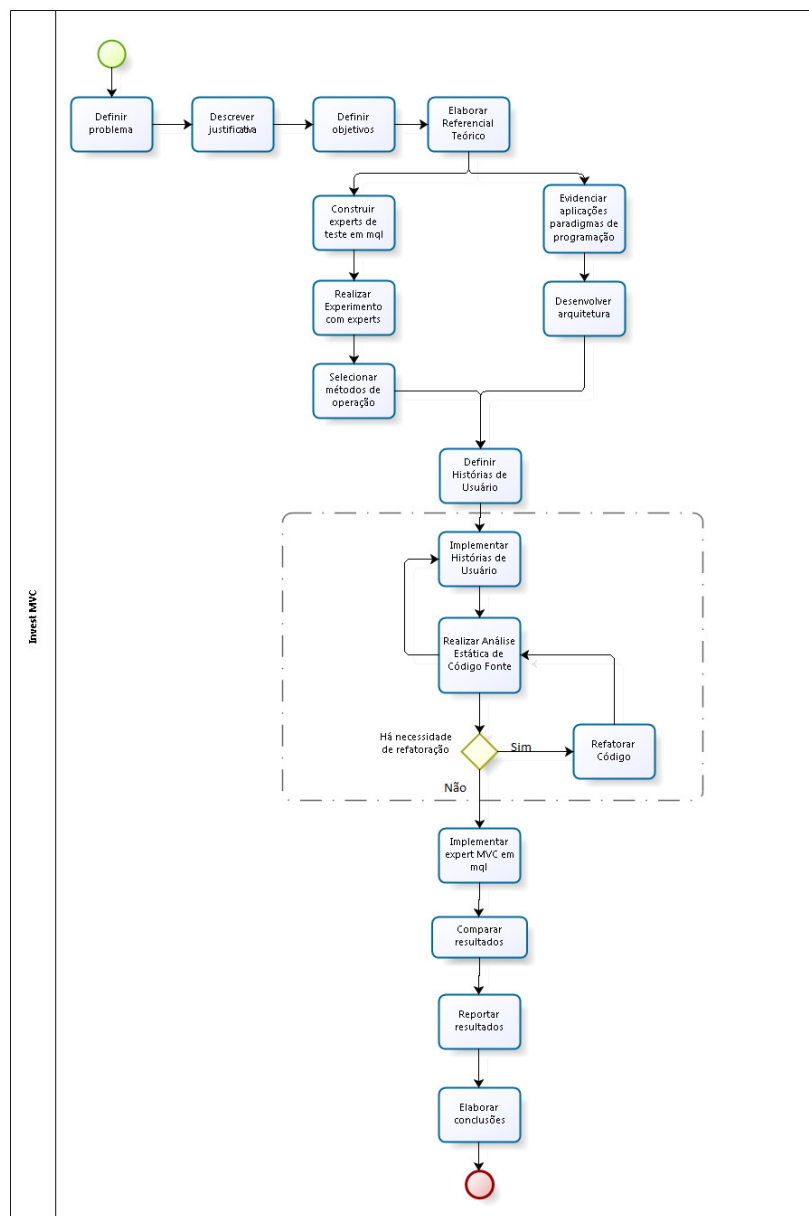 Invest MVC
Definir
problema
Descrever
justificativa
Definir
objetivos
Elaborar
Referencial
Teórico
Construir
experts de
teste em mql
Evidenciar
aplicações
paradigmas de
programação
Realizar
Experimento
com experts
Desenvolver
arquitetura
Selecionar
métodos de
operação
Definir
Histórias de
Usuário
Implementar
Histórias de
Usuário
Realizar Análise
Estática de
Código Fonte
Há necessidade
de refatoração
Sim
Refatorar
Código
Não
Implementar
expert MVC em
mql
Comparar
resultados
Reportar
resultados
Elaborar
conclusões